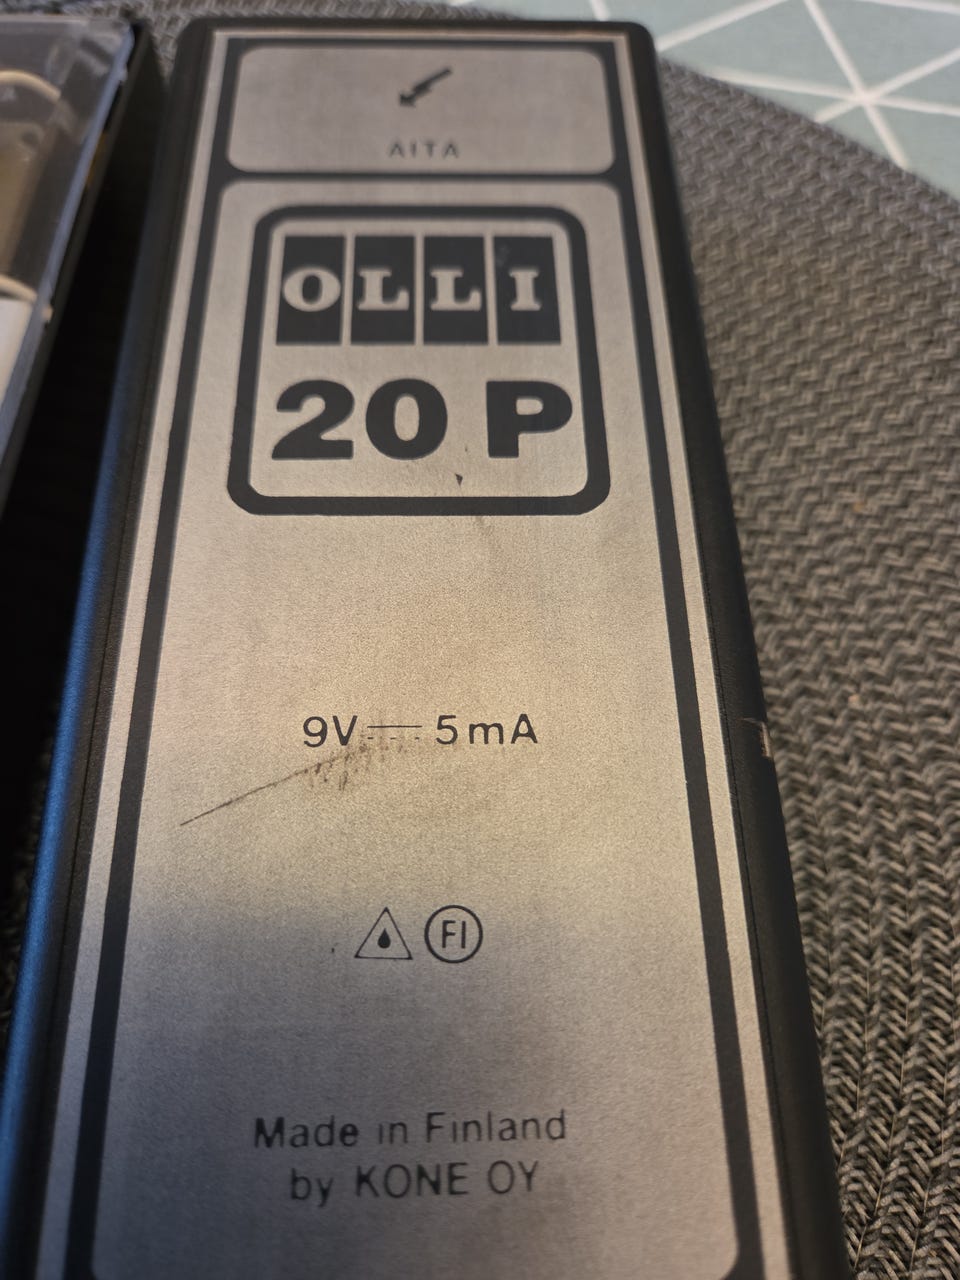 AITA
OLLI
20 P
9V⎓5mA
FI
Made in Finland
by KONE OY